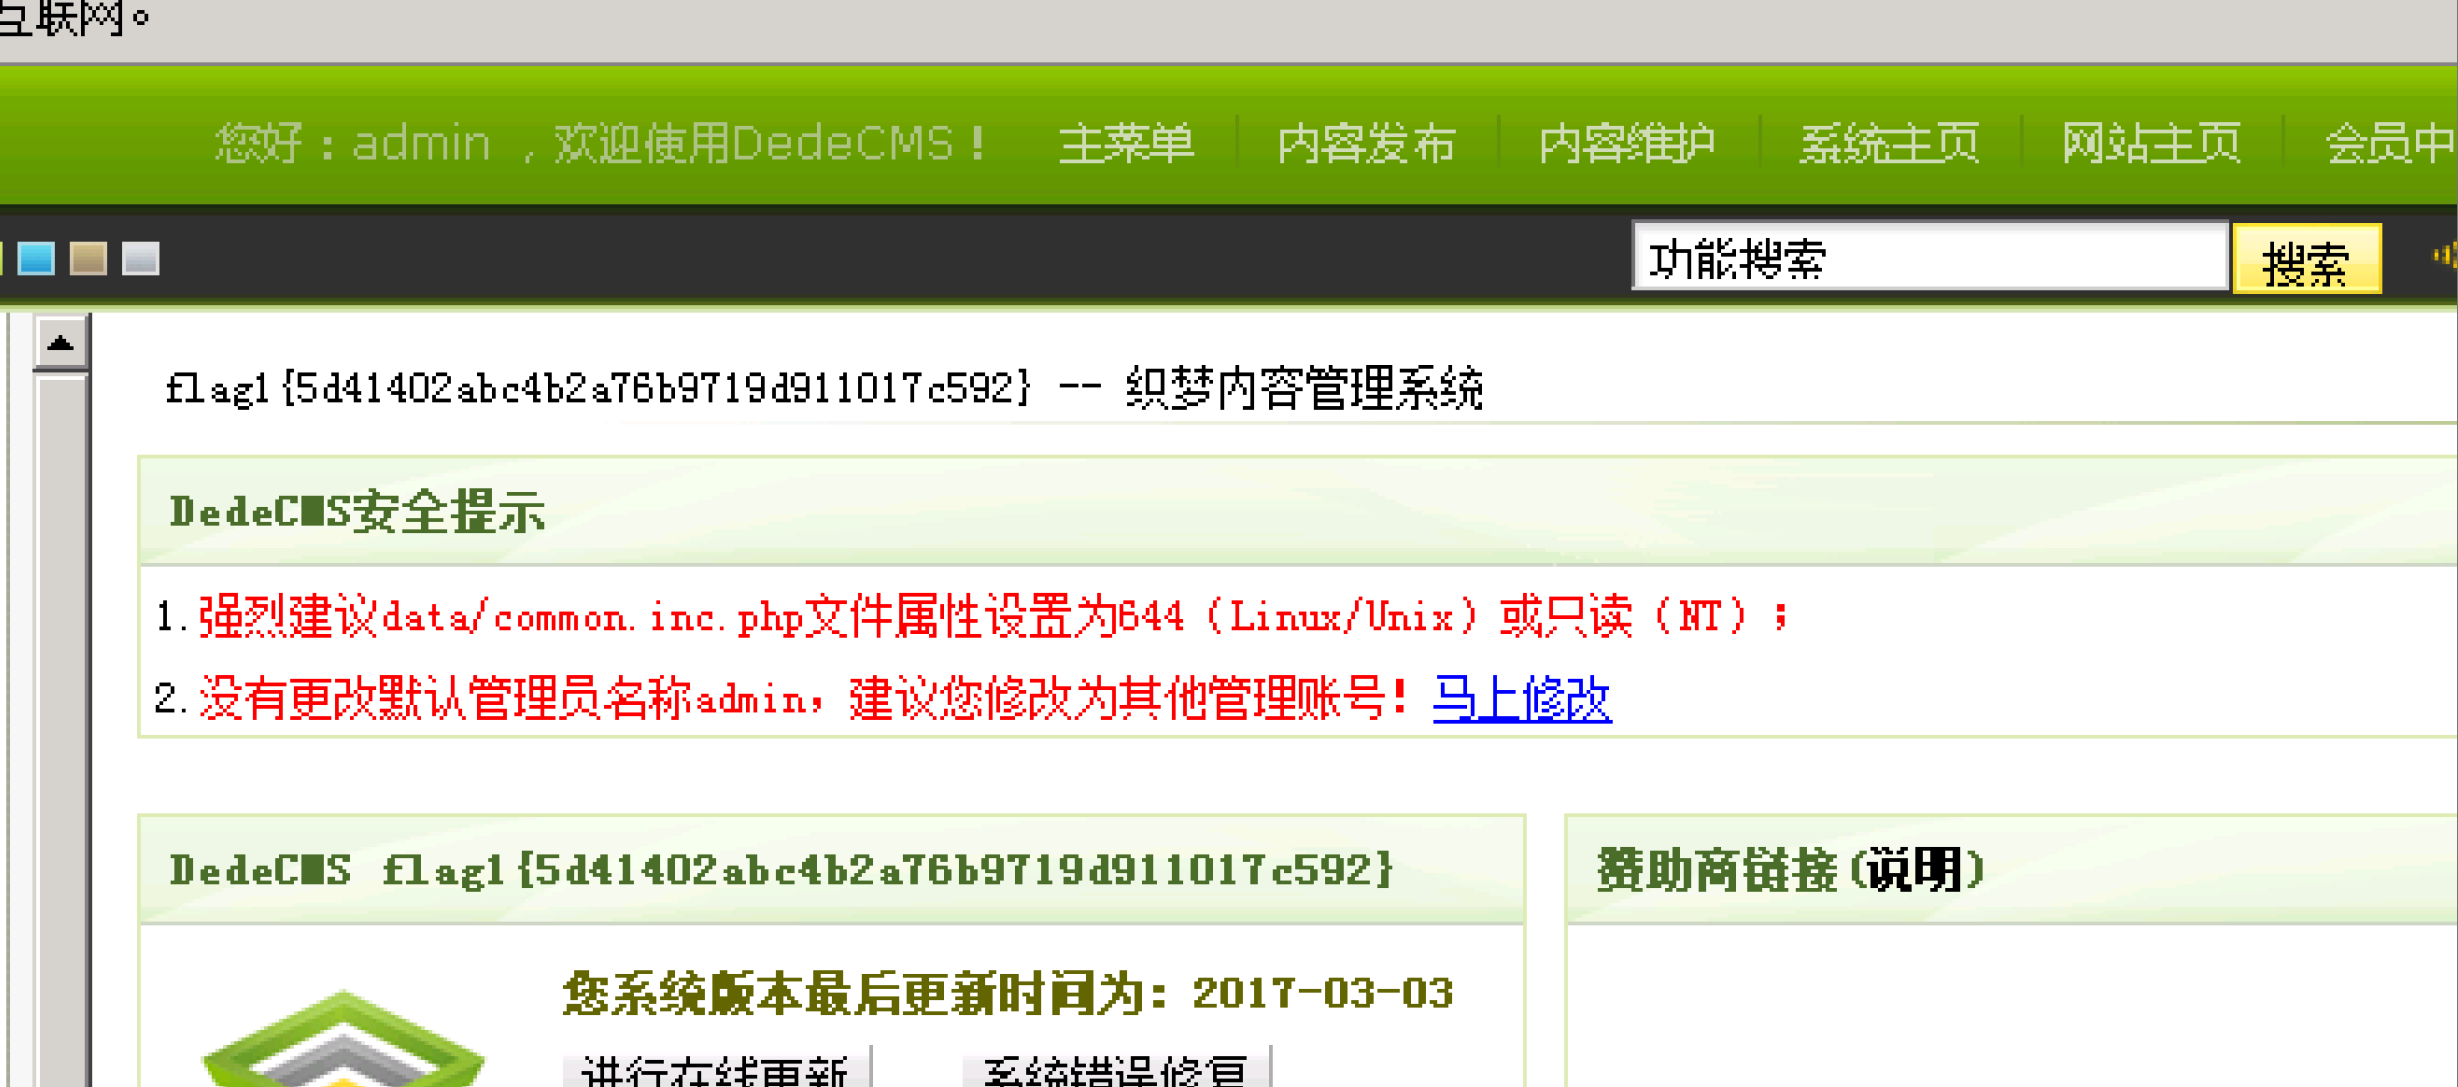 互联网。
您好：admin ，欢迎使用DedeCMS！ 主菜单 内容发布 内容维护 系统主页 网站主页 会员中
功能搜索 搜索
flag1{5d41402abc4b2a76b9719d911017c592} -- 织梦内容管理系统
DedeCMS安全提示
1.强烈建议data/common.inc.php文件属性设置为644（Linux/Unix）或只读（NT）；
2.没有更改默认管理员名称admin，建议您修改为其他管理账号！马上修改
DedeCMS flag1{5d41402abc4b2a76b9719d911017c592}
赞助商链接(说明)
您系统版本最后更新时间为：2017-03-03
进行在线更新 系统错误修复